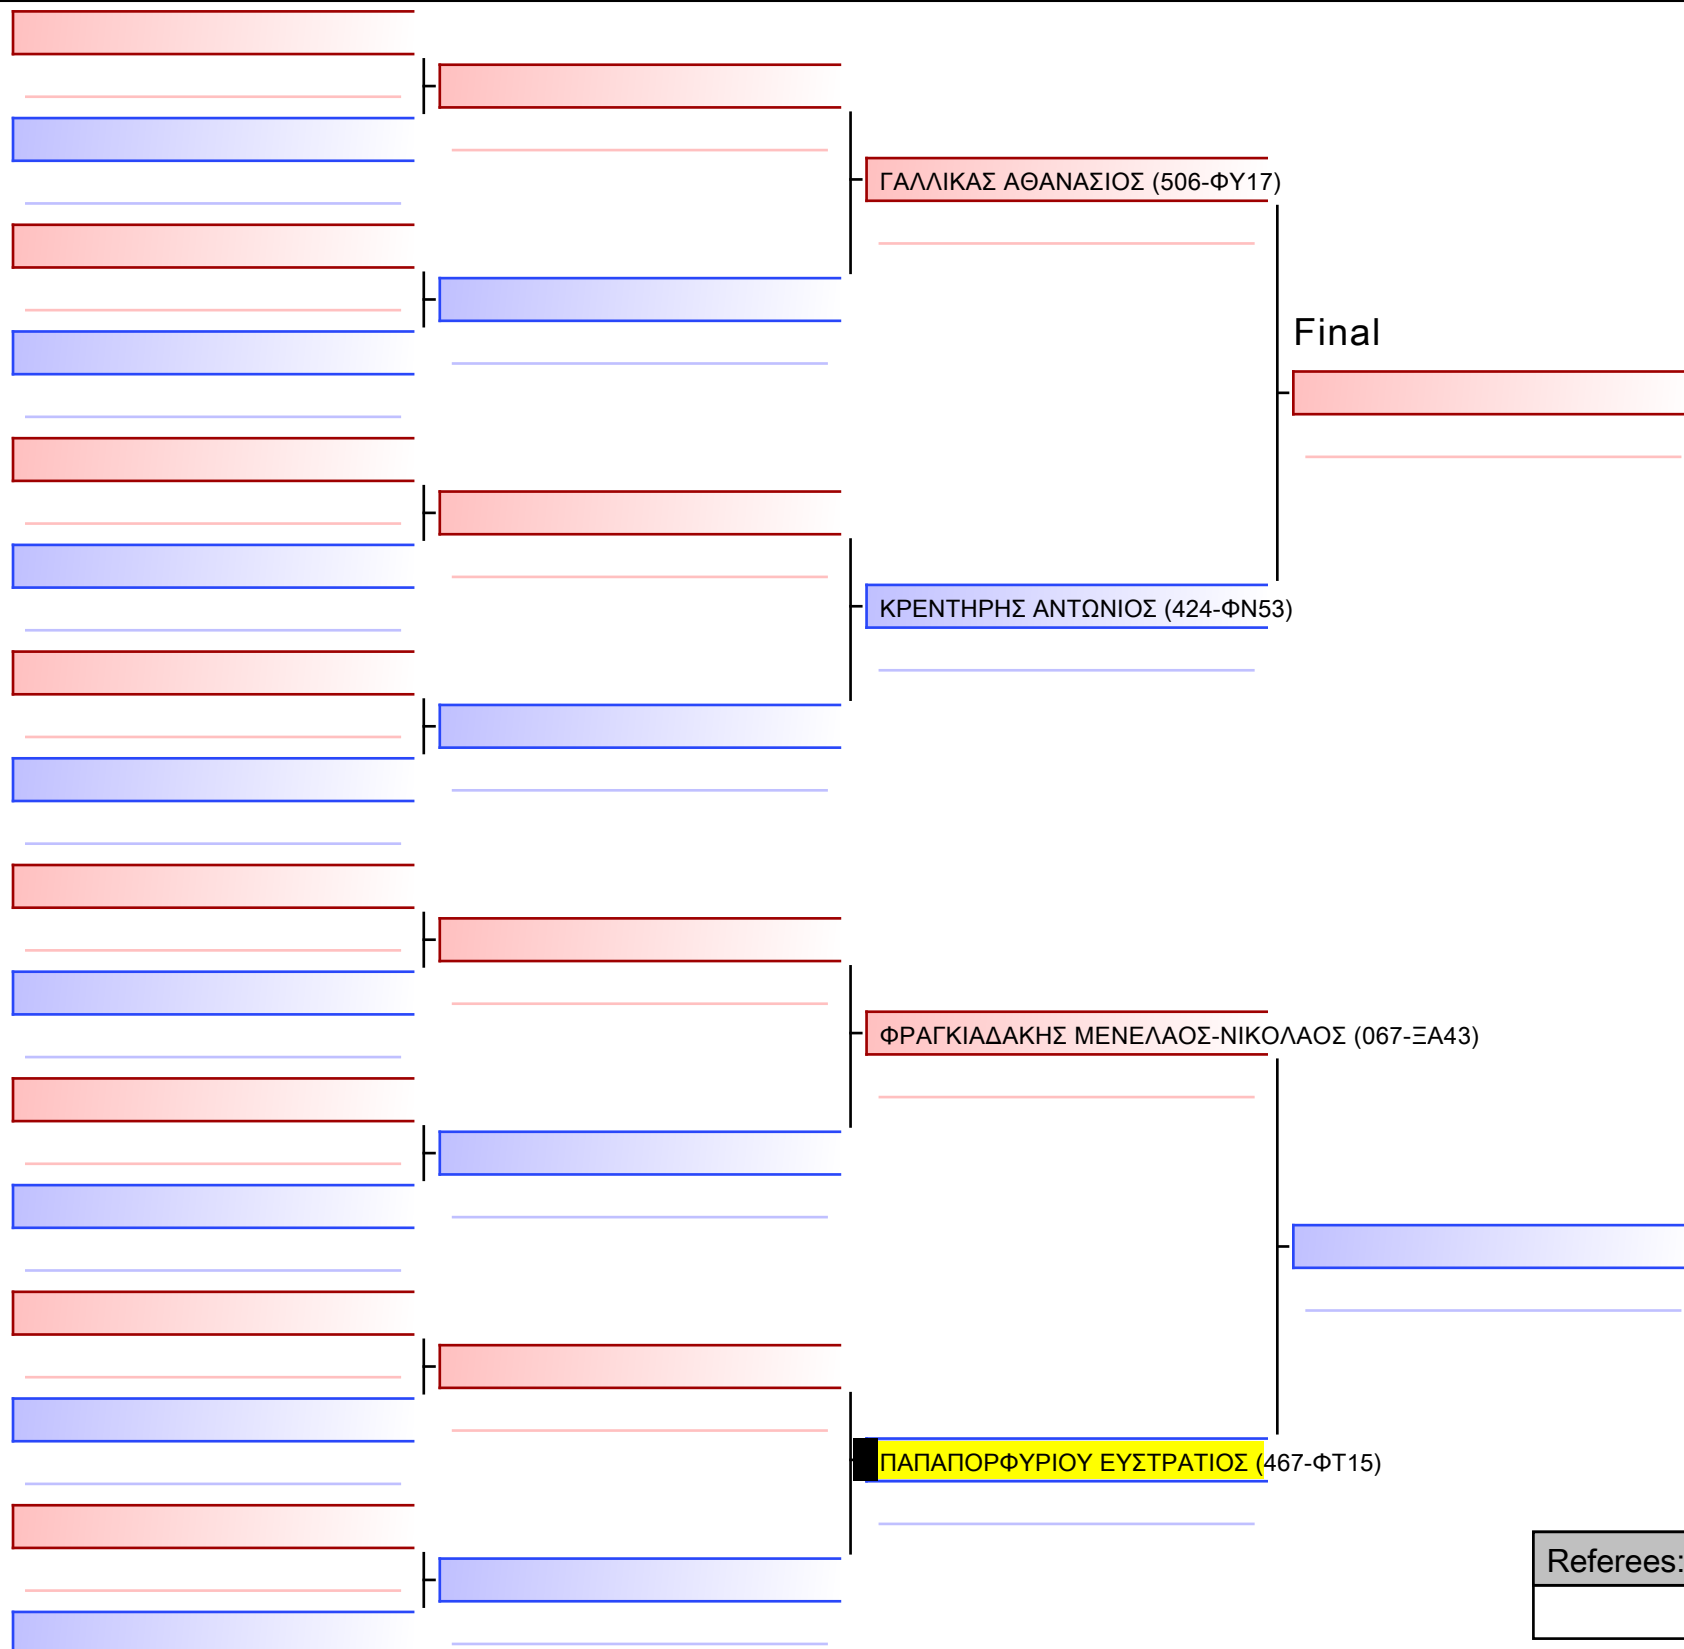 ΓΑΛΛΙΚΑΣ ΑΘΑΝΑΣΙΟΣ (506-ΦΥ17)
Final
ΚΡΕΝΤΗΡΗΣ ΑΝΤΩΝΙΟΣ (424-ΦΝ53)
ΦΡΑΓΚΙΑΔΑΚΗΣ ΜΕΝΕΛΑΟΣ-ΝΙΚΟΛΑΟΣ (067-ΞΑ43)
ΠΑΠΑΠΟΡΦΥΡΙΟΥ ΕΥΣΤΡΑΤΙΟΣ (467-ΦΤ15)
Referees: